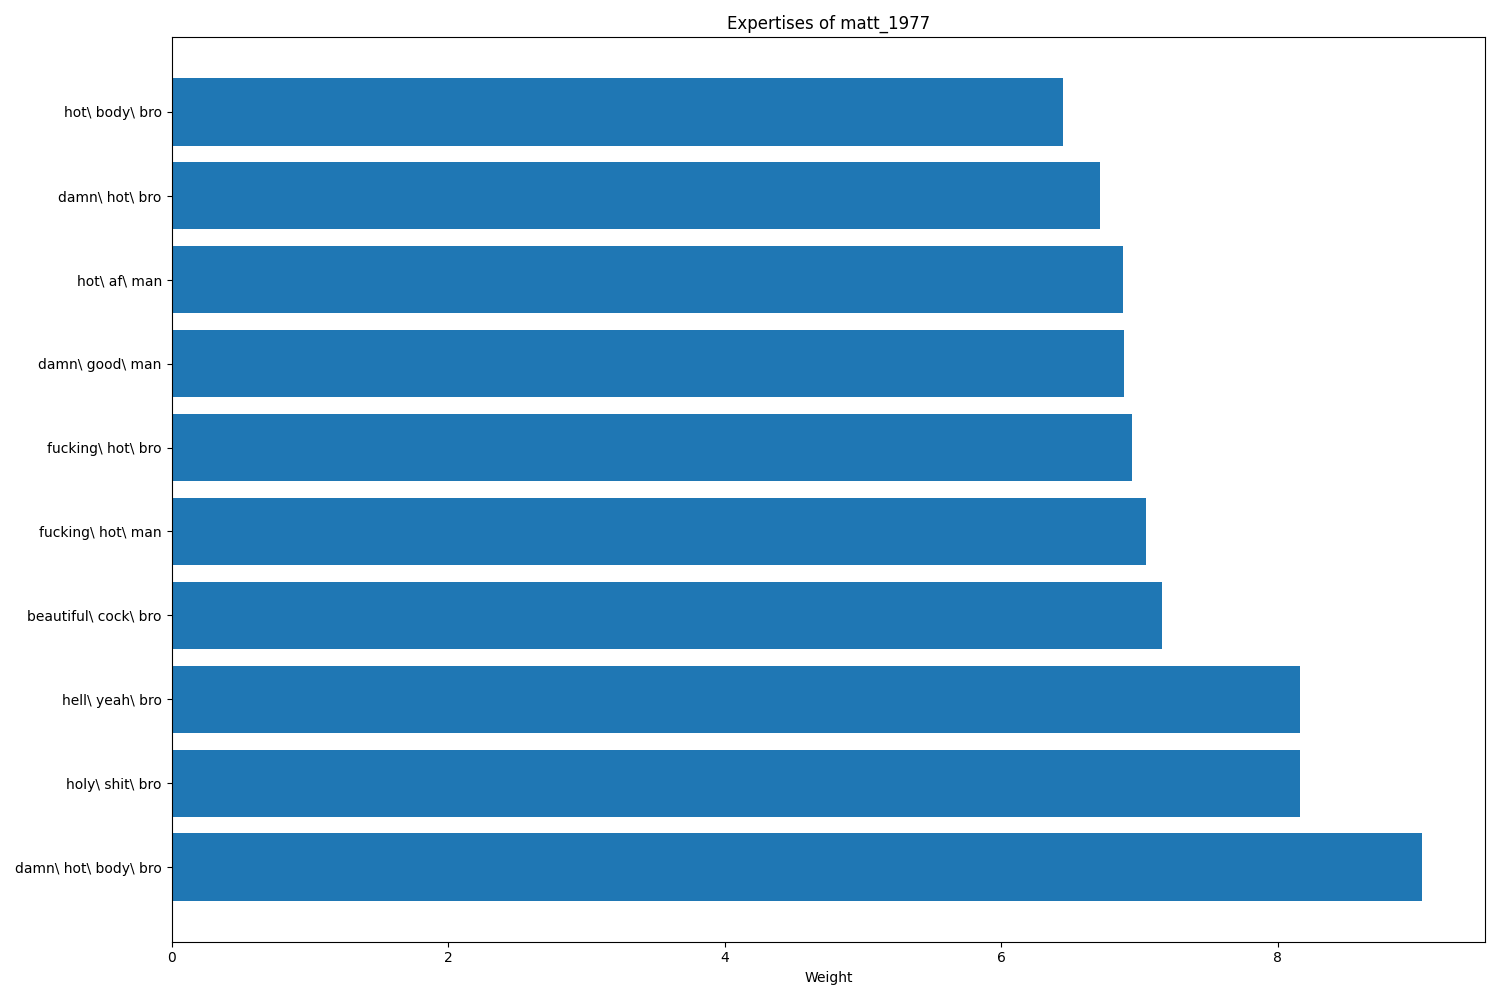 Expertises of matt_1977
hot\ body\ bro
damn\ hot\ bro
hot\ af\ man
damn\ good\ man
fucking\ hot\ bro
fucking\ hot\ man
beautiful\ cock\ bro
hell\ yeah\ bro
holy\ shit\ bro
damn\ hot\ body\ bro
0 2 4 6 8
Weight